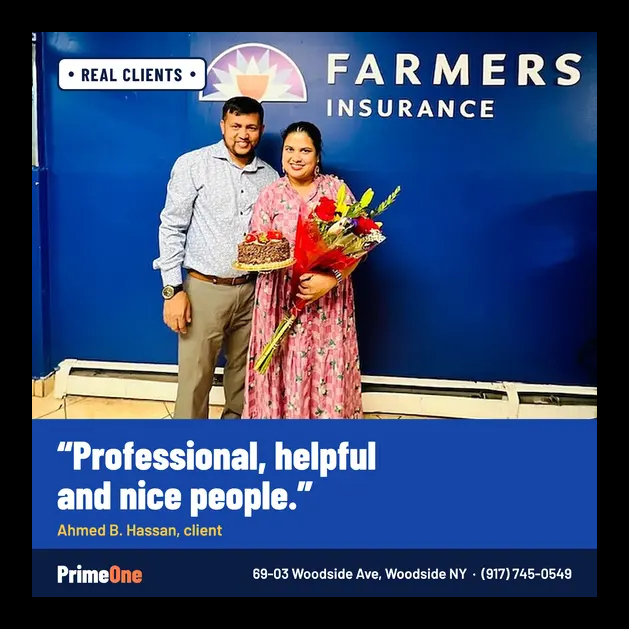 • REAL CLIENTS •
FARMERS
INSURANCE
“Professional, helpful
and nice people.”
Ahmed B. Hassan, client
PrimeOne
69-03 Woodside Ave, Woodside NY · (917) 745-0549